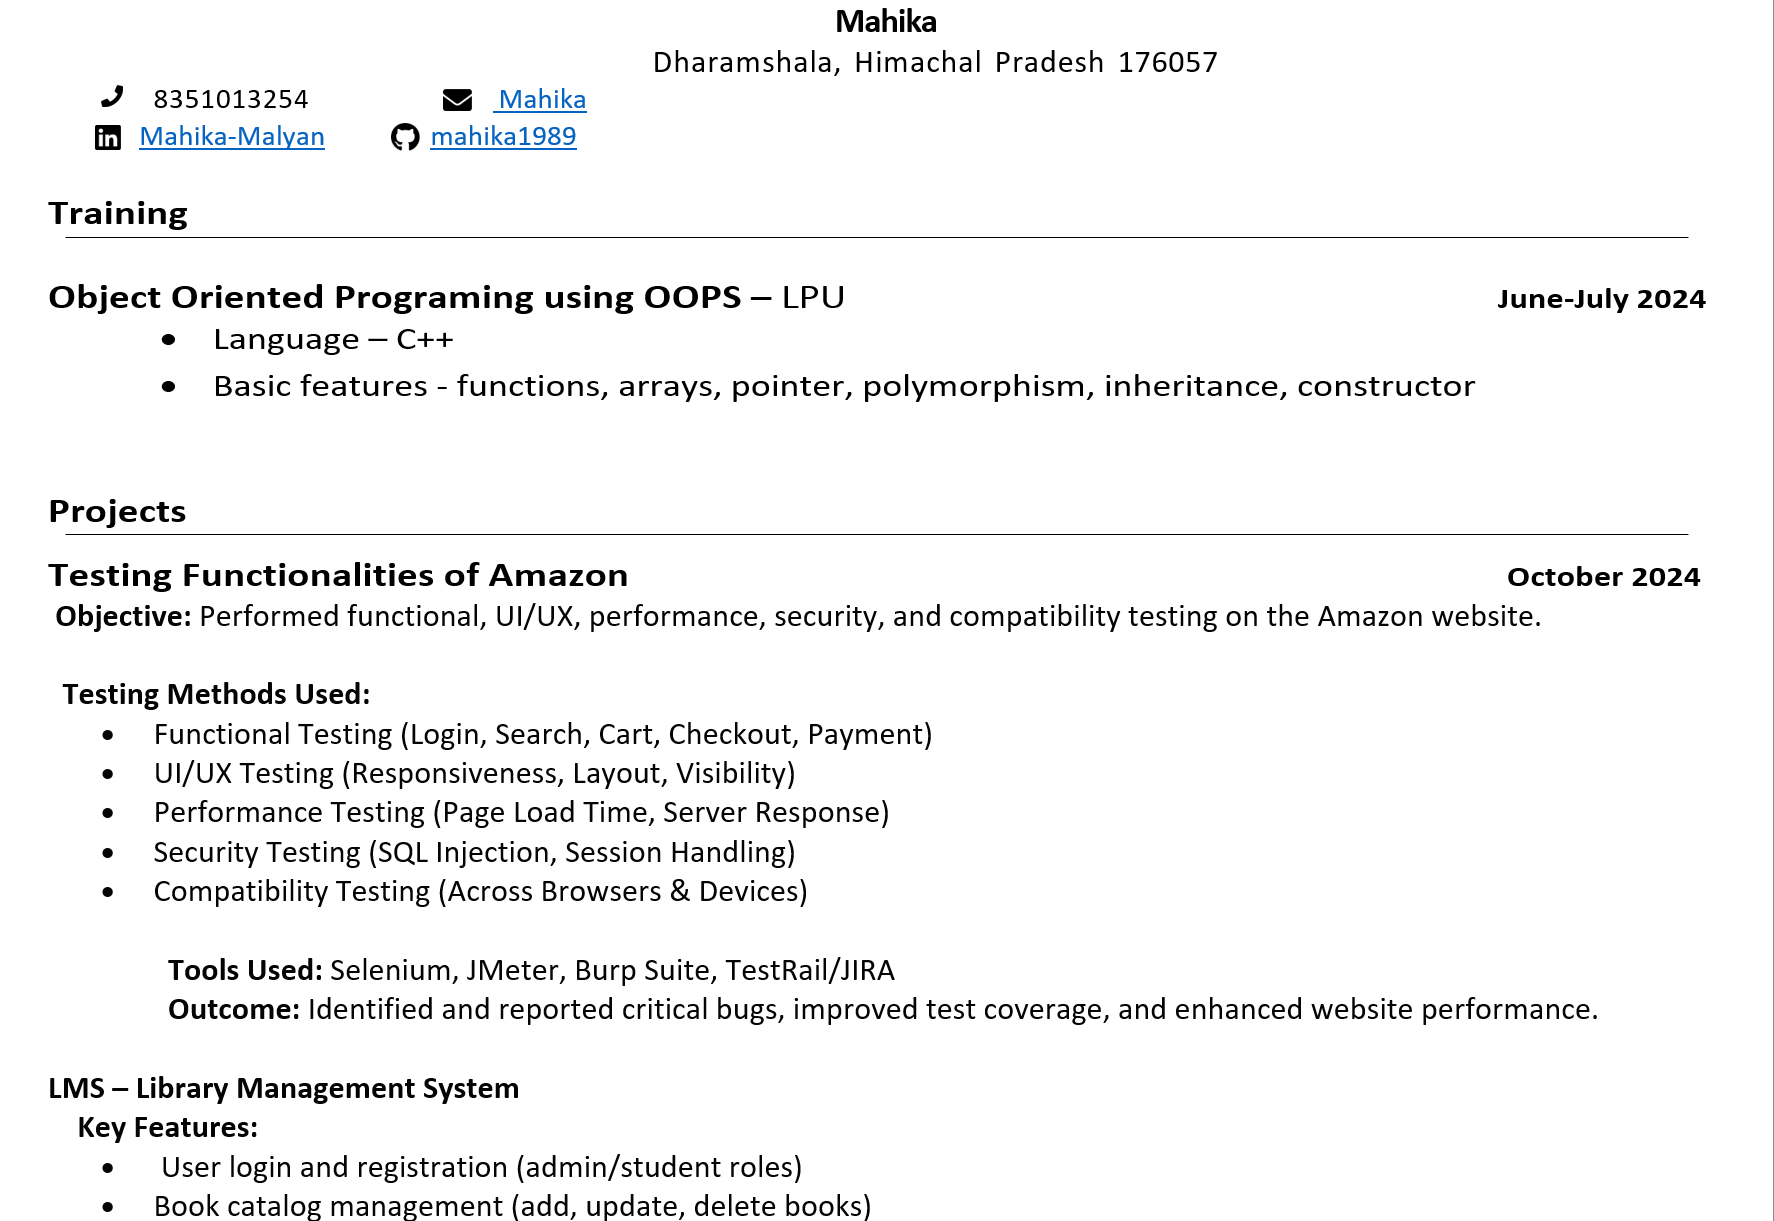 Mahika
Dharamshala, Himachal Pradesh 176057
8351013254 Mahika
Mahika-Malyan mahika1989
Training
Object Oriented Programing using OOPS – LPU June-July 2024
• Language – C++
• Basic features - functions, arrays, pointer, polymorphism, inheritance, constructor
Projects
Testing Functionalities of Amazon October 2024
Objective: Performed functional, UI/UX, performance, security, and compatibility testing on the Amazon website.
Testing Methods Used:
• Functional Testing (Login, Search, Cart, Checkout, Payment)
• UI/UX Testing (Responsiveness, Layout, Visibility)
• Performance Testing (Page Load Time, Server Response)
• Security Testing (SQL Injection, Session Handling)
• Compatibility Testing (Across Browsers & Devices)
Tools Used: Selenium, JMeter, Burp Suite, TestRail/JIRA
Outcome: Identified and reported critical bugs, improved test coverage, and enhanced website performance.
LMS – Library Management System
Key Features:
• User login and registration (admin/student roles)
• Book catalog management (add, update, delete books)